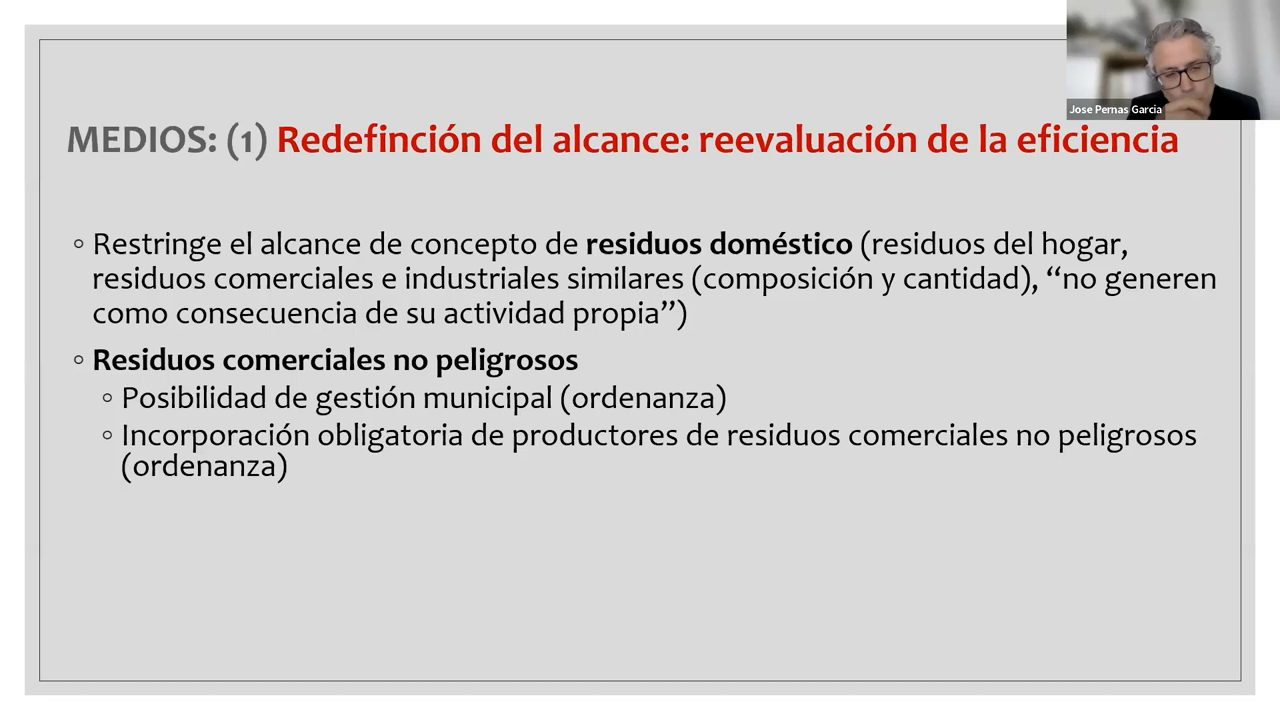 Jose Pernas Garcia
MEDIOS: (1) Redefinción del alcance: reevaluación de la eficiencia
◦ Restringe el alcance de concepto de residuos doméstico (residuos del hogar,
residuos comerciales e industriales similares (composición y cantidad), “no generen
como consecuencia de su actividad propia”)
◦ Residuos comerciales no peligrosos
◦ Posibilidad de gestión municipal (ordenanza)
◦ Incorporación obligatoria de productores de residuos comerciales no peligrosos
(ordenanza)